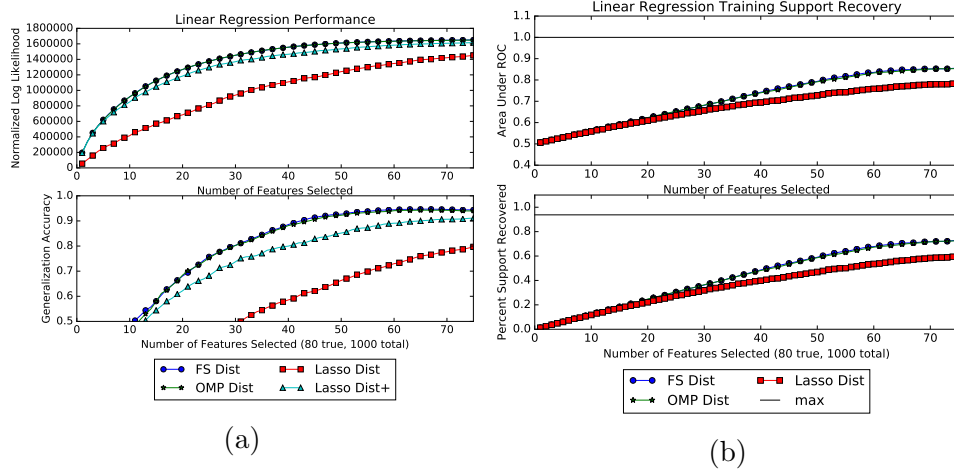 Linear Regression Performance
Normalized Log Likelihood
1800000
1600000
1400000
1200000
1000000
800000
600000
400000
200000
0
0 10 20 30 40 50 60 70
Number of Features Selected
Generalization Accuracy
1.0
0.9
0.8
0.7
0.6
0.5
0 10 20 30 40 50 60 70
Number of Features Selected (80 true, 1000 total)
FS Dist Lasso Dist
OMP Dist Lasso Dist+
(a)
Linear Regression Training Support Recovery
Area Under ROC
1.1
1.0
0.9
0.8
0.7
0.6
0.5
0.4
0 10 20 30 40 50 60 70
Number of Features Selected
Percent Support Recovered
1.0
0.8
0.6
0.4
0.2
0.0
0 10 20 30 40 50 60 70
Number of Features Selected (80 true, 1000 total)
FS Dist Lasso Dist
OMP Dist max
(b)